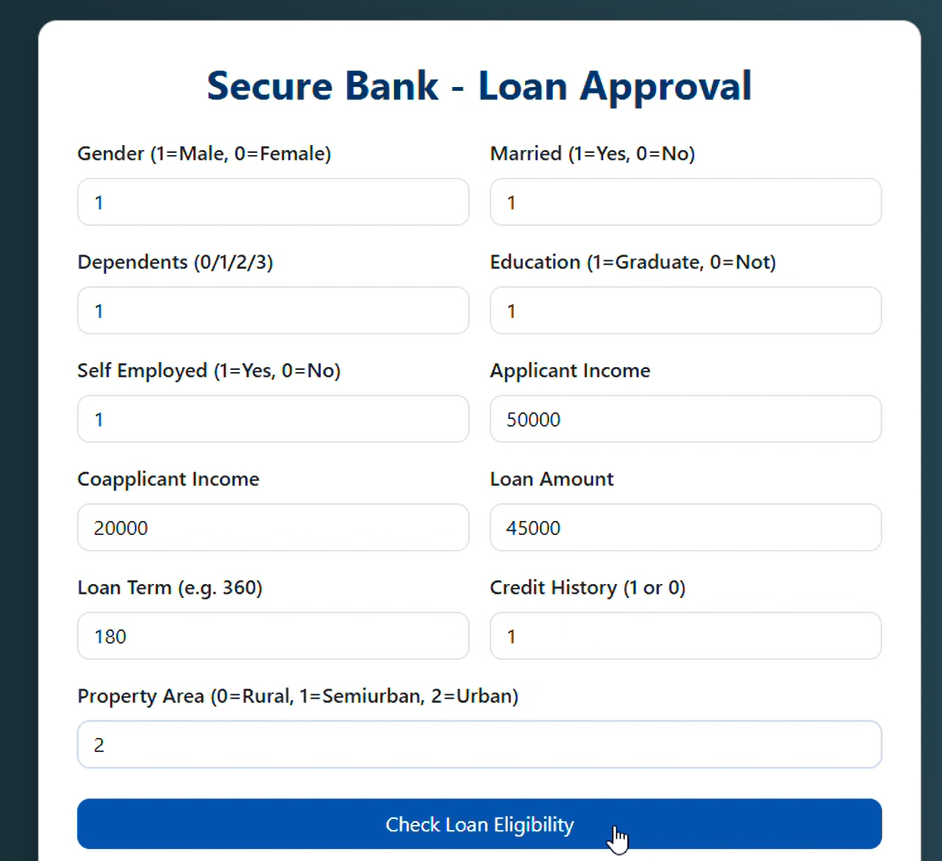 Secure Bank - Loan Approval
Gender (1=Male, 0=Female)
Married (1=Yes, 0=No)
1
1
Dependents (0/1/2/3)
Education (1=Graduate, 0=Not)
1
1
Self Employed (1=Yes, 0=No)
Applicant Income
1
50000
Coapplicant Income
Loan Amount
20000
45000
Loan Term (e.g. 360)
Credit History (1 or 0)
180
1
Property Area (0=Rural, 1=Semiurban, 2=Urban)
2
Check Loan Eligibility